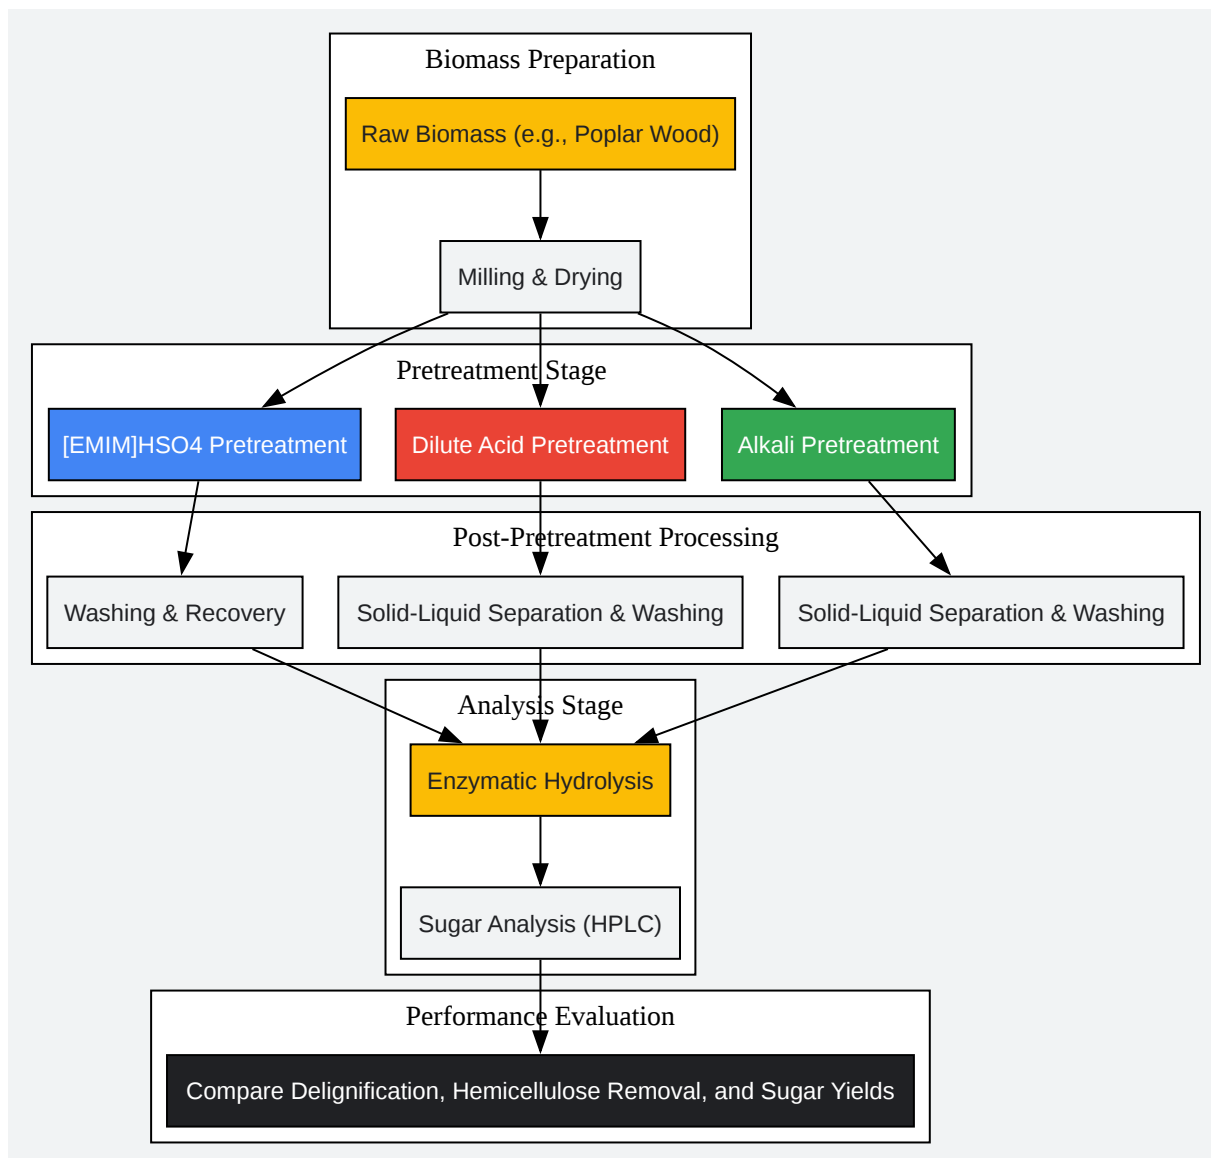 Biomass Preparation
Raw Biomass (e.g., Poplar Wood)
Milling & Drying
Pretreatment Stage
[EMIM]HSO4 Pretreatment
Dilute Acid Pretreatment
Alkali Pretreatment
Post-Pretreatment Processing
Washing & Recovery
Solid-Liquid Separation & Washing
Solid-Liquid Separation & Washing
Analysis Stage
Enzymatic Hydrolysis
Sugar Analysis (HPLC)
Performance Evaluation
Compare Delignification, Hemicellulose Removal, and Sugar Yields